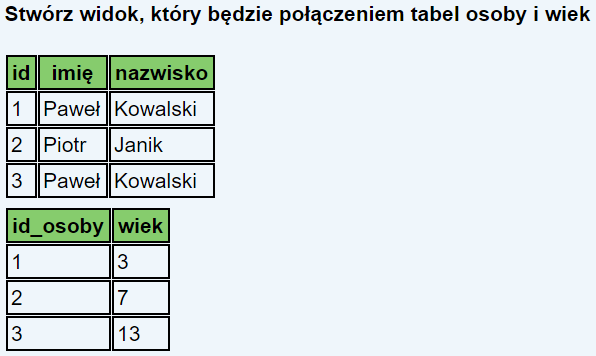 Stwórz widok, który będzie połączeniem tabel osoby i wiek
id imię nazwisko
1 Paweł Kowalski
2 Piotr Janik
3 Paweł Kowalski
id_osoby wiek
1 3
2 7
3 13